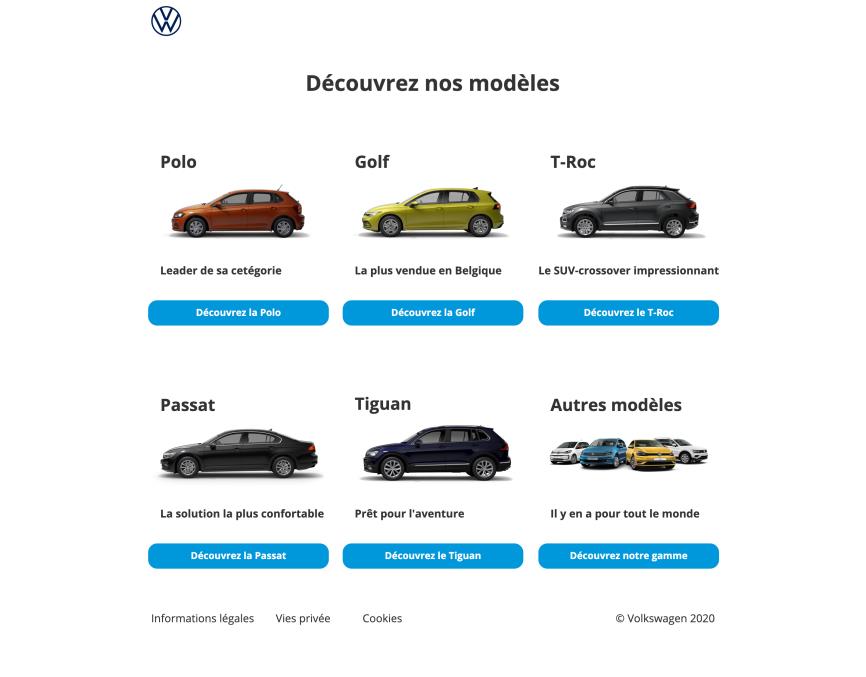 Découvrez nos modèles
Polo
Golf
T-Roc
Leader de sa cetégorie
La plus vendue en Belgique
Le SUV-crossover impressionnant
Découvrez la Polo
Découvrez la Golf
Découvrez le T-Roc
Passat
Tiguan
Autres modèles
La solution la plus confortable
Prêt pour l'aventure
Il y en a pour tout le monde
Découvrez la Passat
Découvrez le Tiguan
Découvrez notre gamme
Informations légales
Vies privée
Cookies
© Volkswagen 2020